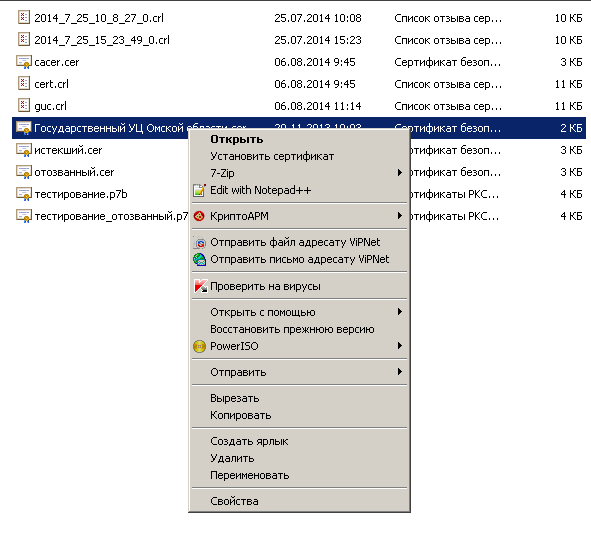 2014_7_25_10_8_27_0.crl 25.07.2014 10:08 Список отзыва сер... 10 КБ
2014_7_25_15_23_49_0.crl 25.07.2014 15:23 Список отзыва сер... 10 КБ
cacer.cer 06.08.2014 9:45 Сертификат безоп... 3 КБ
cert.crl 06.08.2014 9:45 Список отзыва сер... 11 КБ
guc.crl 06.08.2014 11:14 Список отзыва сер... 11 КБ
Государственный УЦ Омской области.cer 20.11.2013 10:03 Сертификат безоп... 2 КБ
истекший.cer ртификат безоп... 3 КБ
отозванный.cer ртификат безоп... 3 КБ
тестирование.p7b ртификаты PKC... 4 КБ
тестирование_отозванный.p7 ртификаты PKC... 4 КБ
Открыть
Установить сертификат
7-Zip
Edit with Notepad++
КриптоАРМ
Отправить файл адресату ViPNet
Отправить письмо адресату ViPNet
Проверить на вирусы
Открыть с помощью
Восстановить прежнюю версию
PowerISO
Отправить
Вырезать
Копировать
Создать ярлык
Удалить
Переименовать
Свойства